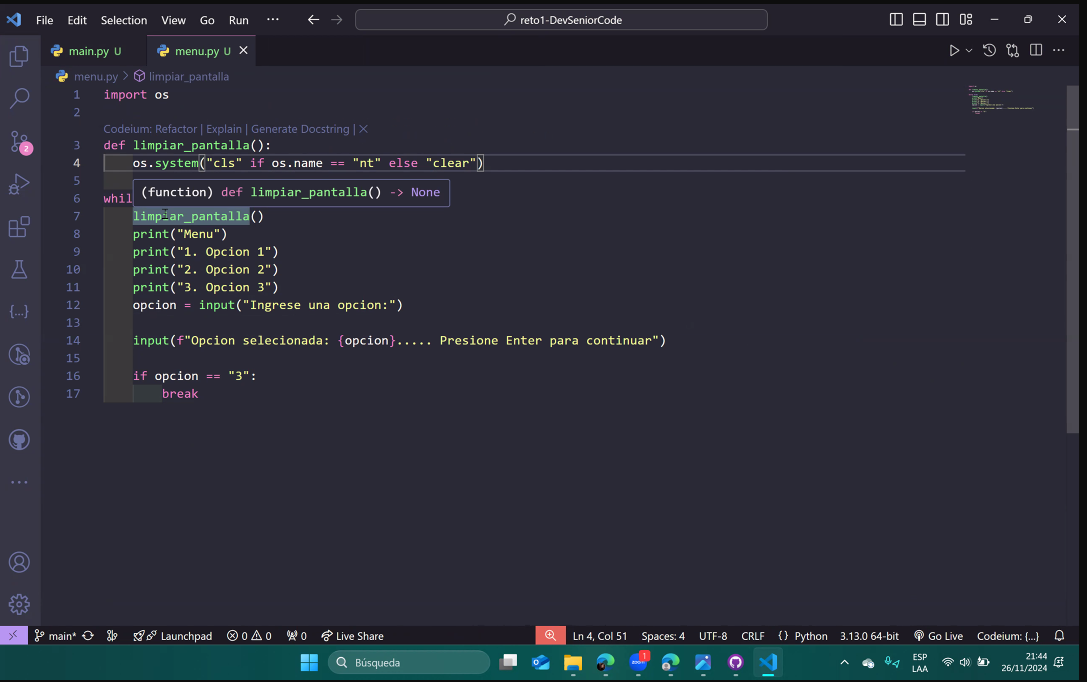 File Edit Selection View Go Run ··· reto1-DevSeniorCode
main.py U menu.py U
menu.py > limpiar_pantalla
1 import os
2
Codeium: Refactor | Explain | Generate Docstring | ×
3 def limpiar_pantalla():
4 os.system("cls" if os.name == "nt" else "clear")
5
(function) def limpiar_pantalla() -> None
6 whil
7 limpiar_pantalla()
8 print("Menu")
9 print("1. Opcion 1")
10 print("2. Opcion 2")
11 print("3. Opcion 3")
12 opcion = input("Ingrese una opcion:")
13
14 input(f"Opcion selecionada: {opcion}..... Presione Enter para continuar")
15
16 if opcion == "3":
17 break
2
main* Launchpad 0 0 0 Live Share Ln 4, Col 51 Spaces: 4 UTF-8 CRLF {} Python 3.13.0 64-bit Go Live Codeium: {...}
Búsqueda zoom 1 ESP LAA 21:44 26/11/2024